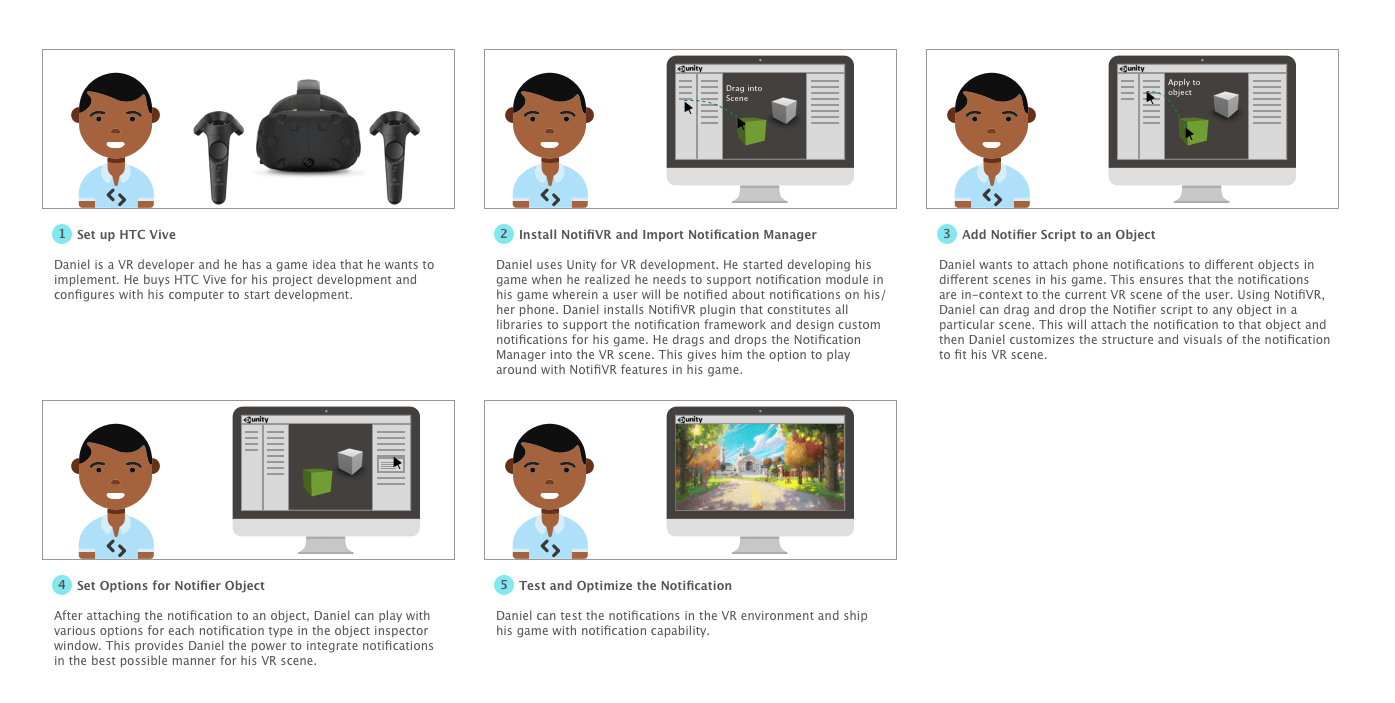 unity
Drag into
Scene
unity
Apply to
object
1 Set up HTC Vive
Daniel is a VR developer and he has a game idea that he wants to
implement. He buys HTC Vive for his project development and
configures with his computer to start development.
2 Install NotifiVR and Import Notification Manager
Daniel uses Unity for VR development. He started developing his
game when he realized he needs to support notification module in
his game wherein a user will be notified about notifications on his/
her phone. Daniel installs NotifiVR plugin that constitutes all
libraries to support the notification framework and design custom
notifications for his game. He drags and drops the Notification
Manager into the VR scene. This gives him the option to play
around with NotifiVR features in his game.
3 Add Notifier Script to an Object
Daniel wants to attach phone notifications to different objects in
different scenes in his game. This ensures that the notifications
are in-context to the current VR scene of the user. Using NotifiVR,
Daniel can drag and drop the Notifier script to any object in a
particular scene. This will attach the notification to that object and
then Daniel customizes the structure and visuals of the notification
to fit his VR scene.
unity
unity
4 Set Options for Notifier Object
After attaching the notification to an object, Daniel can play with
various options for each notification type in the object inspector
window. This provides Daniel the power to integrate notifications
in the best possible manner for his VR scene.
5 Test and Optimize the Notification
Daniel can test the notifications in the VR environment and ship
his game with notification capability.